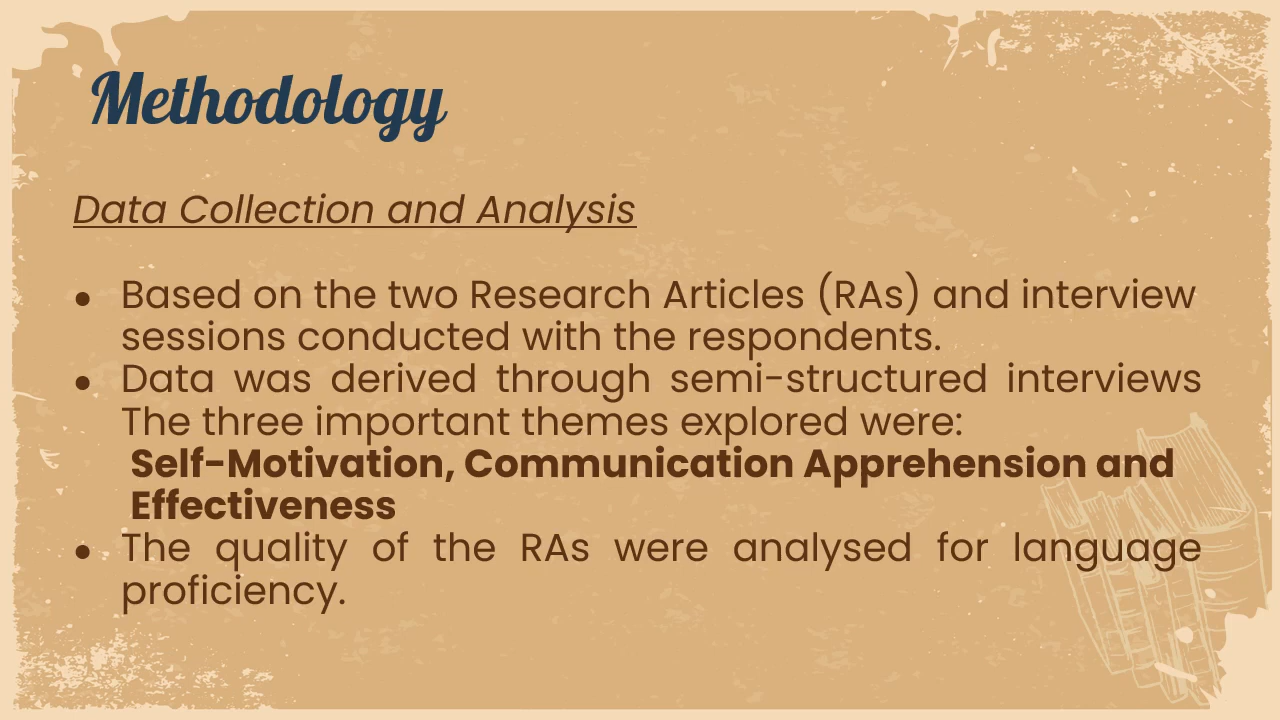 Methodology
Data Collection and Analysis
● Based on the two Research Articles (RAs) and interview
sessions conducted with the respondents.
● Data was derived through semi-structured interviews
The three important themes explored were:
Self-Motivation, Communication Apprehension and
Effectiveness
● The quality of the RAs were analysed for language
proficiency.